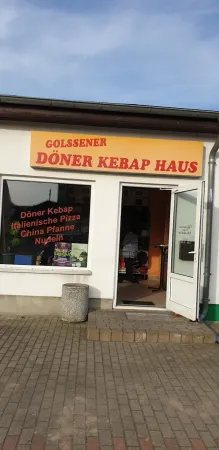 GOLSSENER
DÖNER KEBAP HAUS
Döner Kebap
Italienische Pizza
China Pfanne
Nudeln